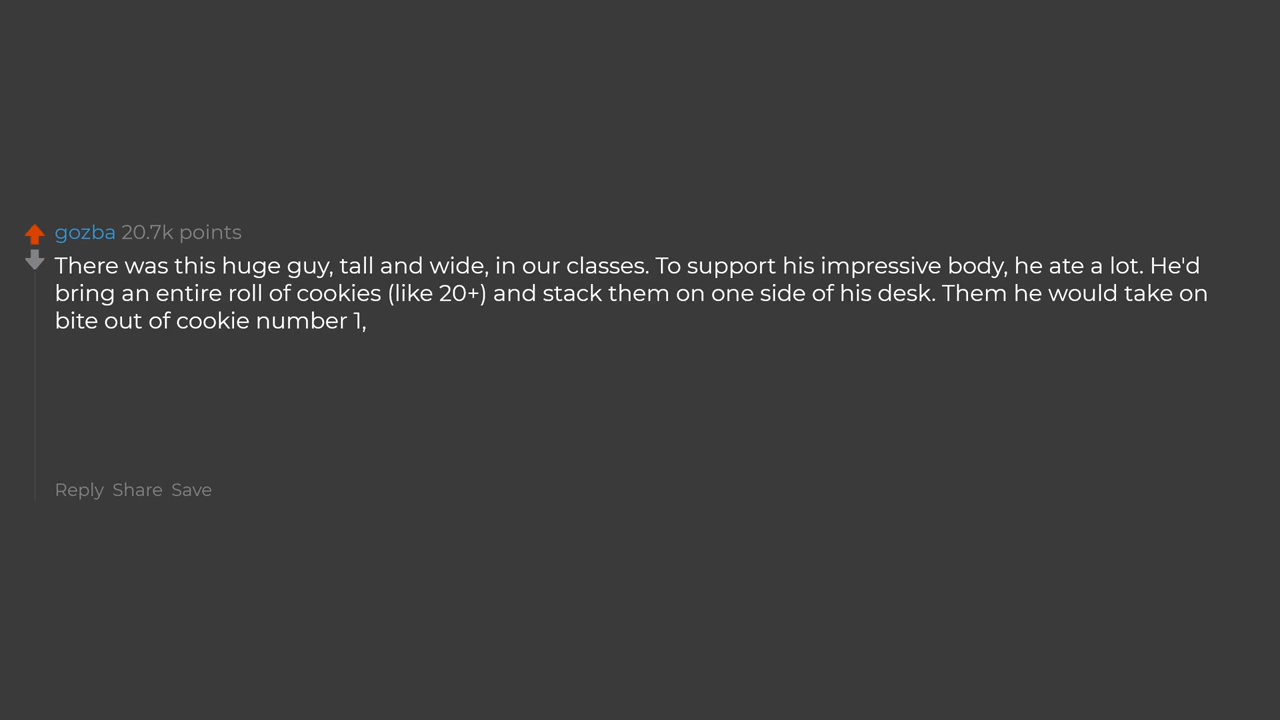 gozba 20.7k points
There was this huge guy, tall and wide, in our classes. To support his impressive body, he ate a lot. He'd
bring an entire roll of cookies (like 20+) and stack them on one side of his desk. Them he would take on
bite out of cookie number 1,
Reply Share Save